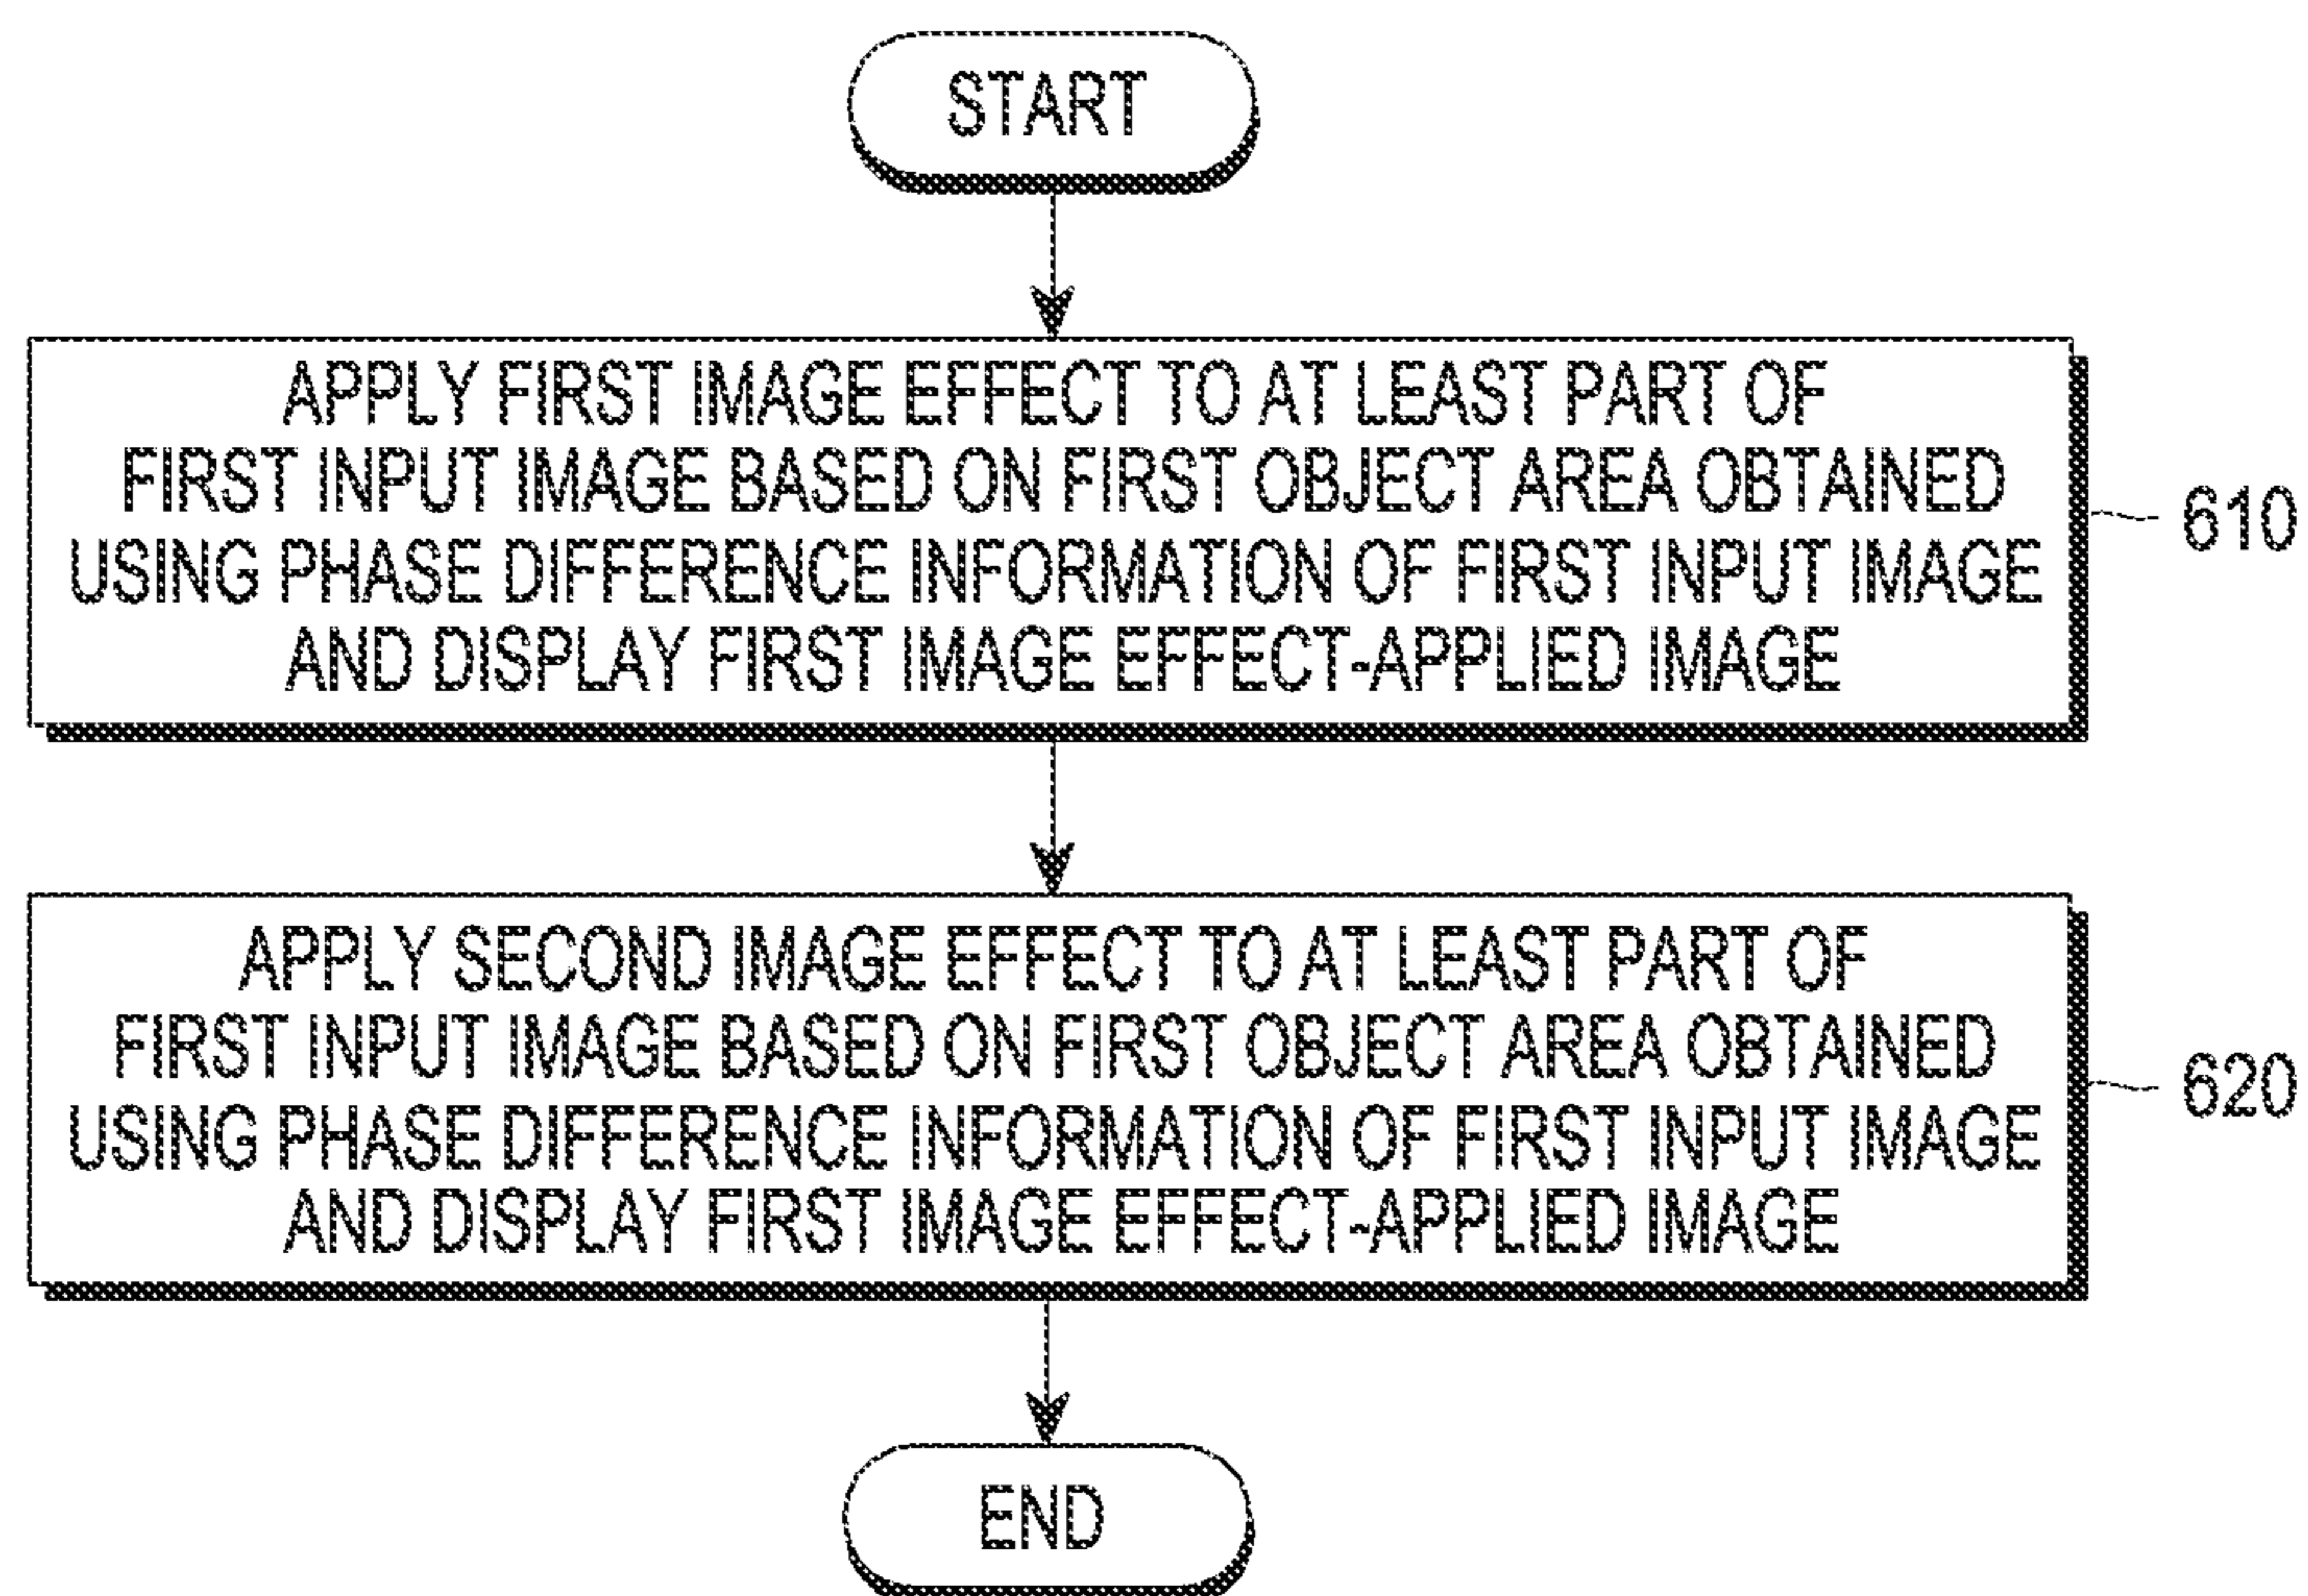 START
APPLY FIRST IMAGE EFFECT TO AT LEAST PART OF
FIRST INPUT IMAGE BASED ON FIRST OBJECT AREA OBTAINED
USING PHASE DIFFERENCE INFORMATION OF FIRST INPUT IMAGE
AND DISPLAY FIRST IMAGE EFFECT-APPLIED IMAGE
610
APPLY SECOND IMAGE EFFECT TO AT LEAST PART OF
FIRST INPUT IMAGE BASED ON FIRST OBJECT AREA OBTAINED
USING PHASE DIFFERENCE INFORMATION OF FIRST INPUT IMAGE
AND DISPLAY FIRST IMAGE EFFECT-APPLIED IMAGE
620
END